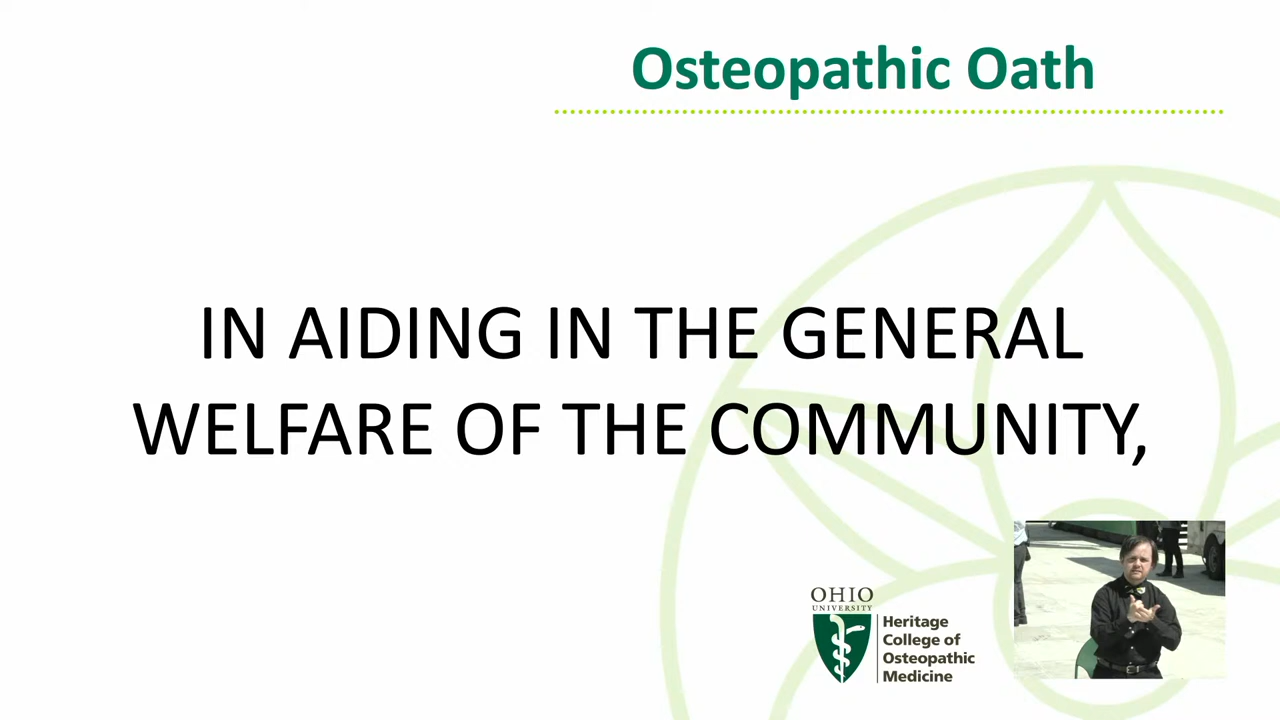 Osteopathic Oath
IN AIDING IN THE GENERAL
WELFARE OF THE COMMUNITY,
OHIO
UNIVERSITY
Heritage
College of
Osteopathic
Medicine